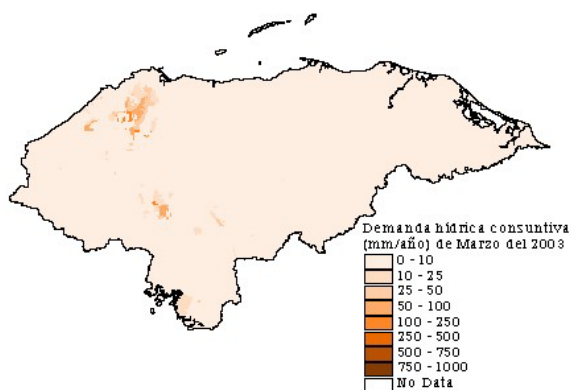 Demanda hídrica consuntiva
(mm/año) de Marzo del 2003
0 - 10
10 - 25
25 - 50
50 - 100
100 - 250
250 - 500
500 - 750
750 - 1000
No Data